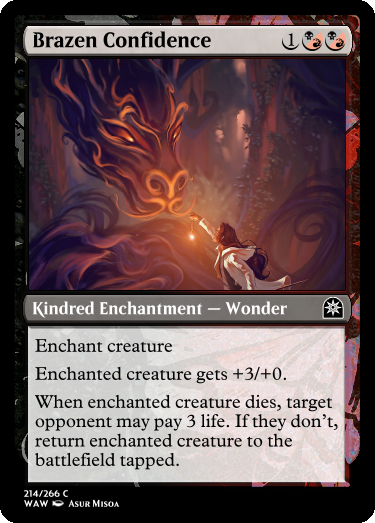 Brazen Confidence 1
Kindred Enchantment — Wonder
Enchant creature
Enchanted creature gets +3/+0.
When enchanted creature dies, target
opponent may pay 3 life. If they don't,
return enchanted creature to the
battlefield tapped.
214/266 C
WAW Asur Misoa